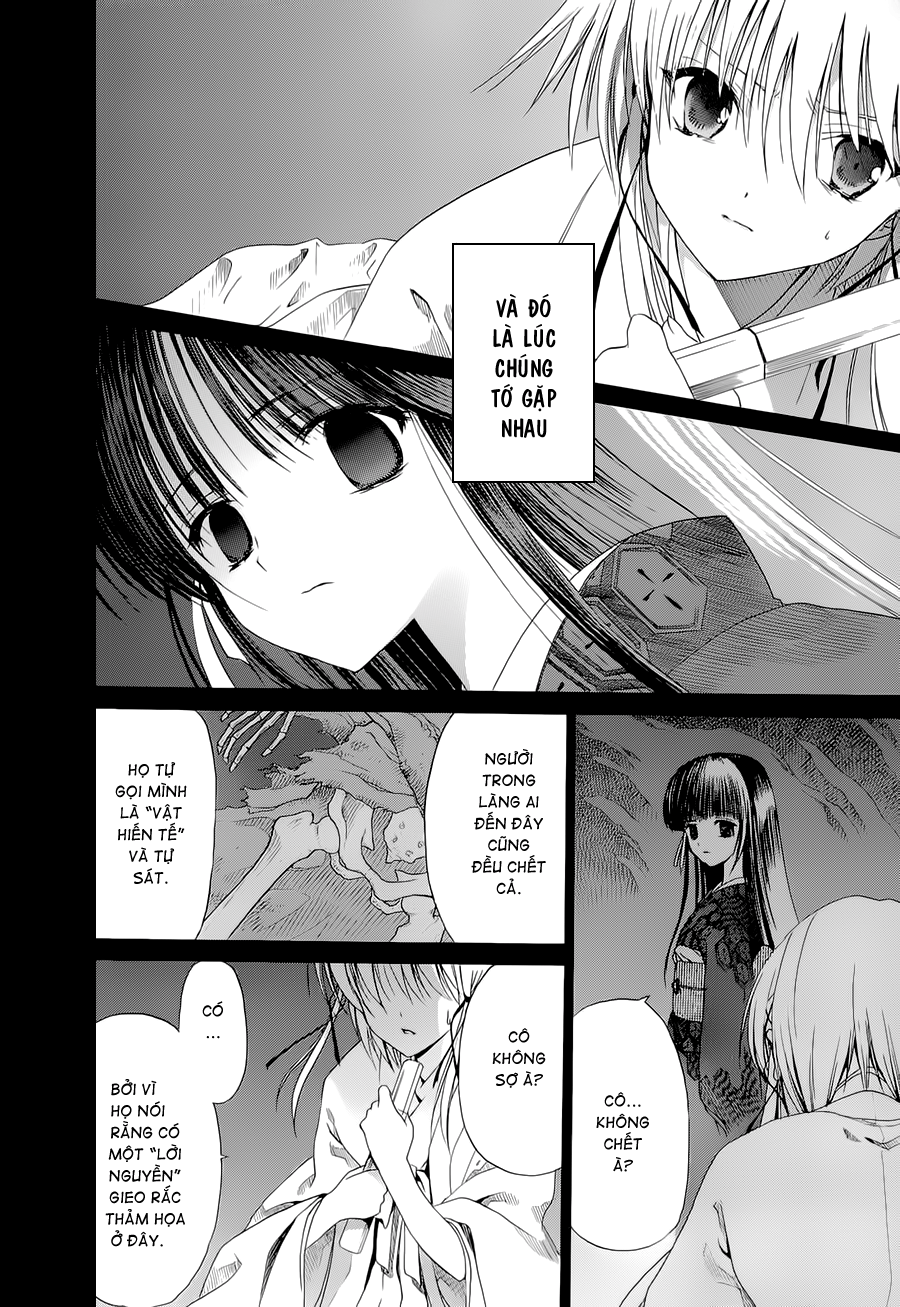 VÀ ĐÓ
LÀ LÚC
CHÚNG
TỚ GẶP
NHAU
CÔ...
KHÔNG
CHẾT
À?
NGƯỜI
TRONG
LÀNG AI
ĐẾN ĐÂY
CŨNG
ĐỀU CHẾT
CẢ.
HỌ TỰ
GỌI MÌNH
LÀ "VẬT
HIẾN TẾ"
VÀ TỰ
SÁT.
CÔ
KHÔNG
SỢ À?
CÓ
...
BỞI VÌ
HỌ NÓI
RẰNG CÓ
MỘT "LỜI
NGUYỀN"
GIEO RẮC
THẢM HỌA
Ở ĐÂY.